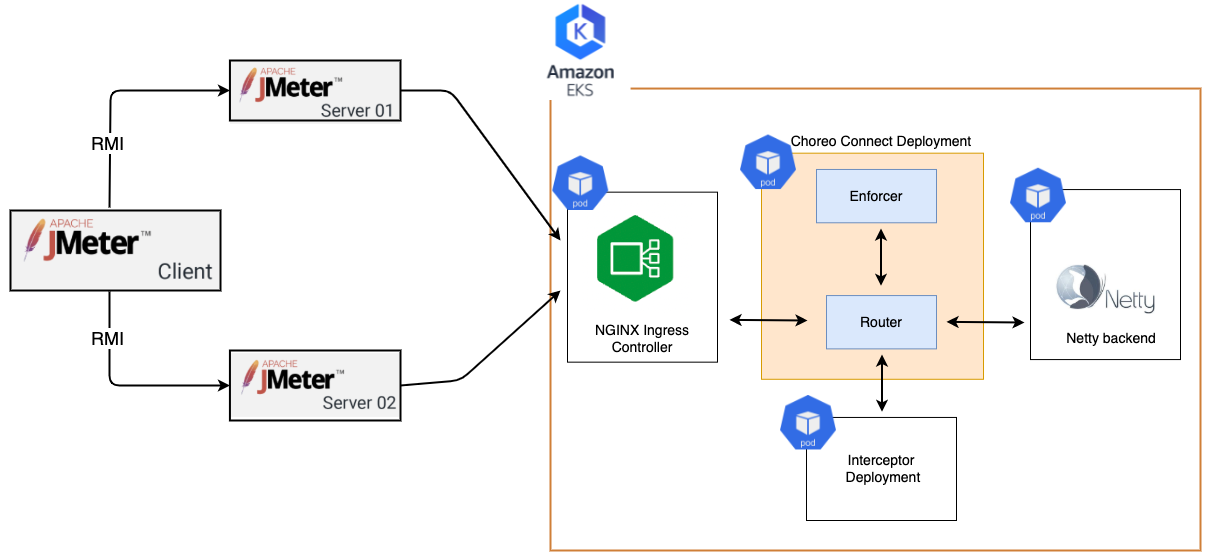 Amazon
EKS
APACHE
JMeter™
Server 01
RMI
APACHE
JMeter™
Client
RMI
APACHE
JMeter™
Server 02
pod
NGINX Ingress
Controller
Choreo Connect Deployment
pod
Enforcer
Router
pod
Netty
Netty backend
pod
Interceptor
Deployment